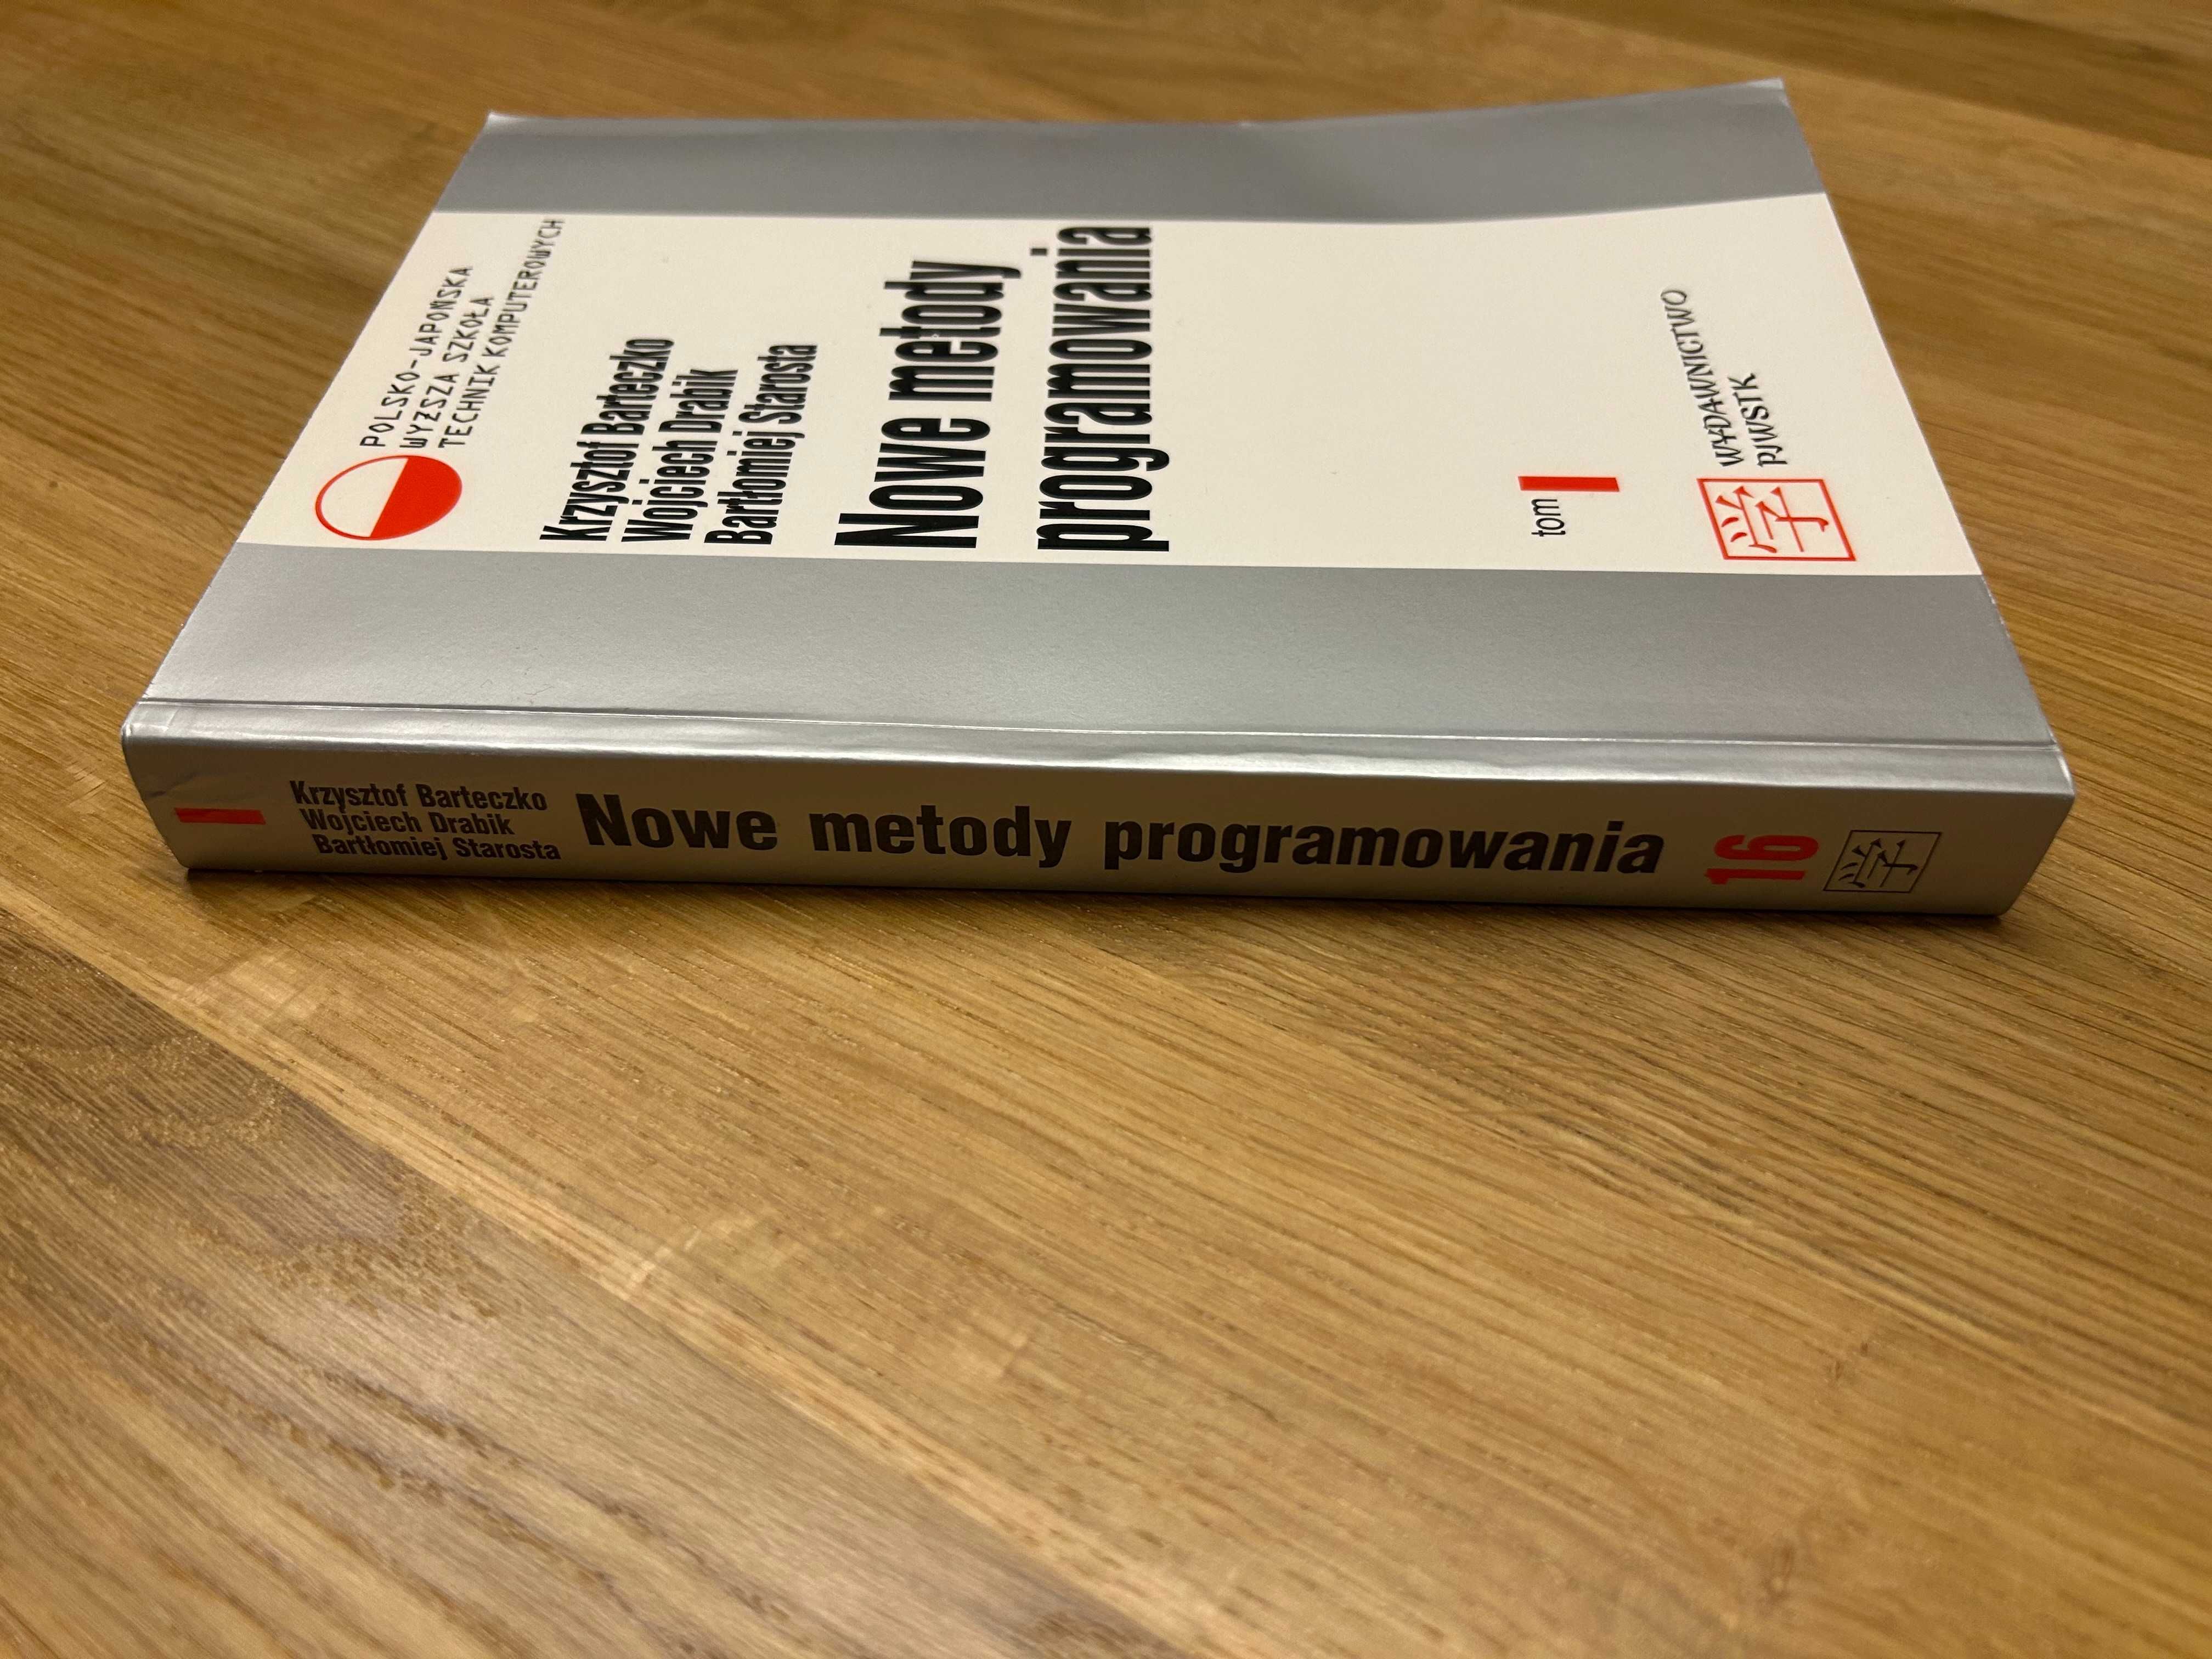 POLSKO-JAPOŃSKA
WYŻSZA SZKOŁA
TECHNIK KOMPUTEROWYCH
Krzysztof Barteczko
Wojciech Drabik
Bartłomiej Starosta
Nowe metody
programowania
tom I
WYDAWNICTWO
PJWSTK
学
I
Krzysztof Barteczko
Wojciech Drabik
Bartłomiej Starosta
Nowe metody programowania
16
学